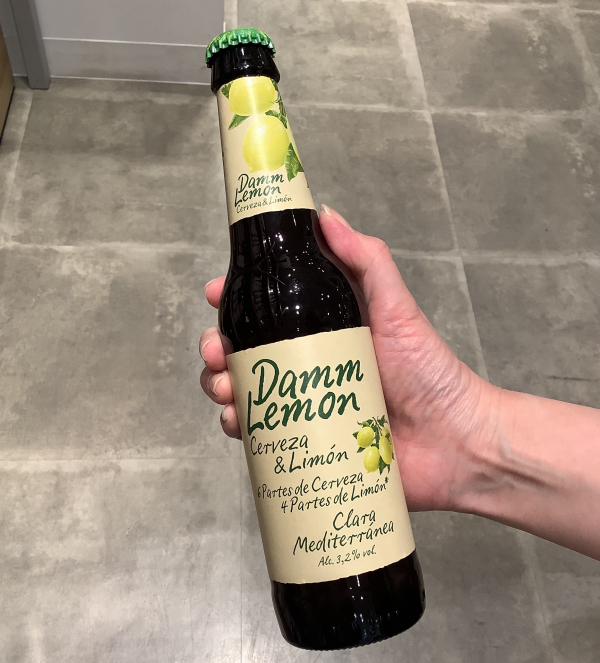 Damm
Lemon
Cerveza & Limón
Damm
Lemon
Cerveza
& Limón
6 Partes de Cerveza
4 Partes de Limón*
Clara
Mediterránea
Alc. 3,2% vol.